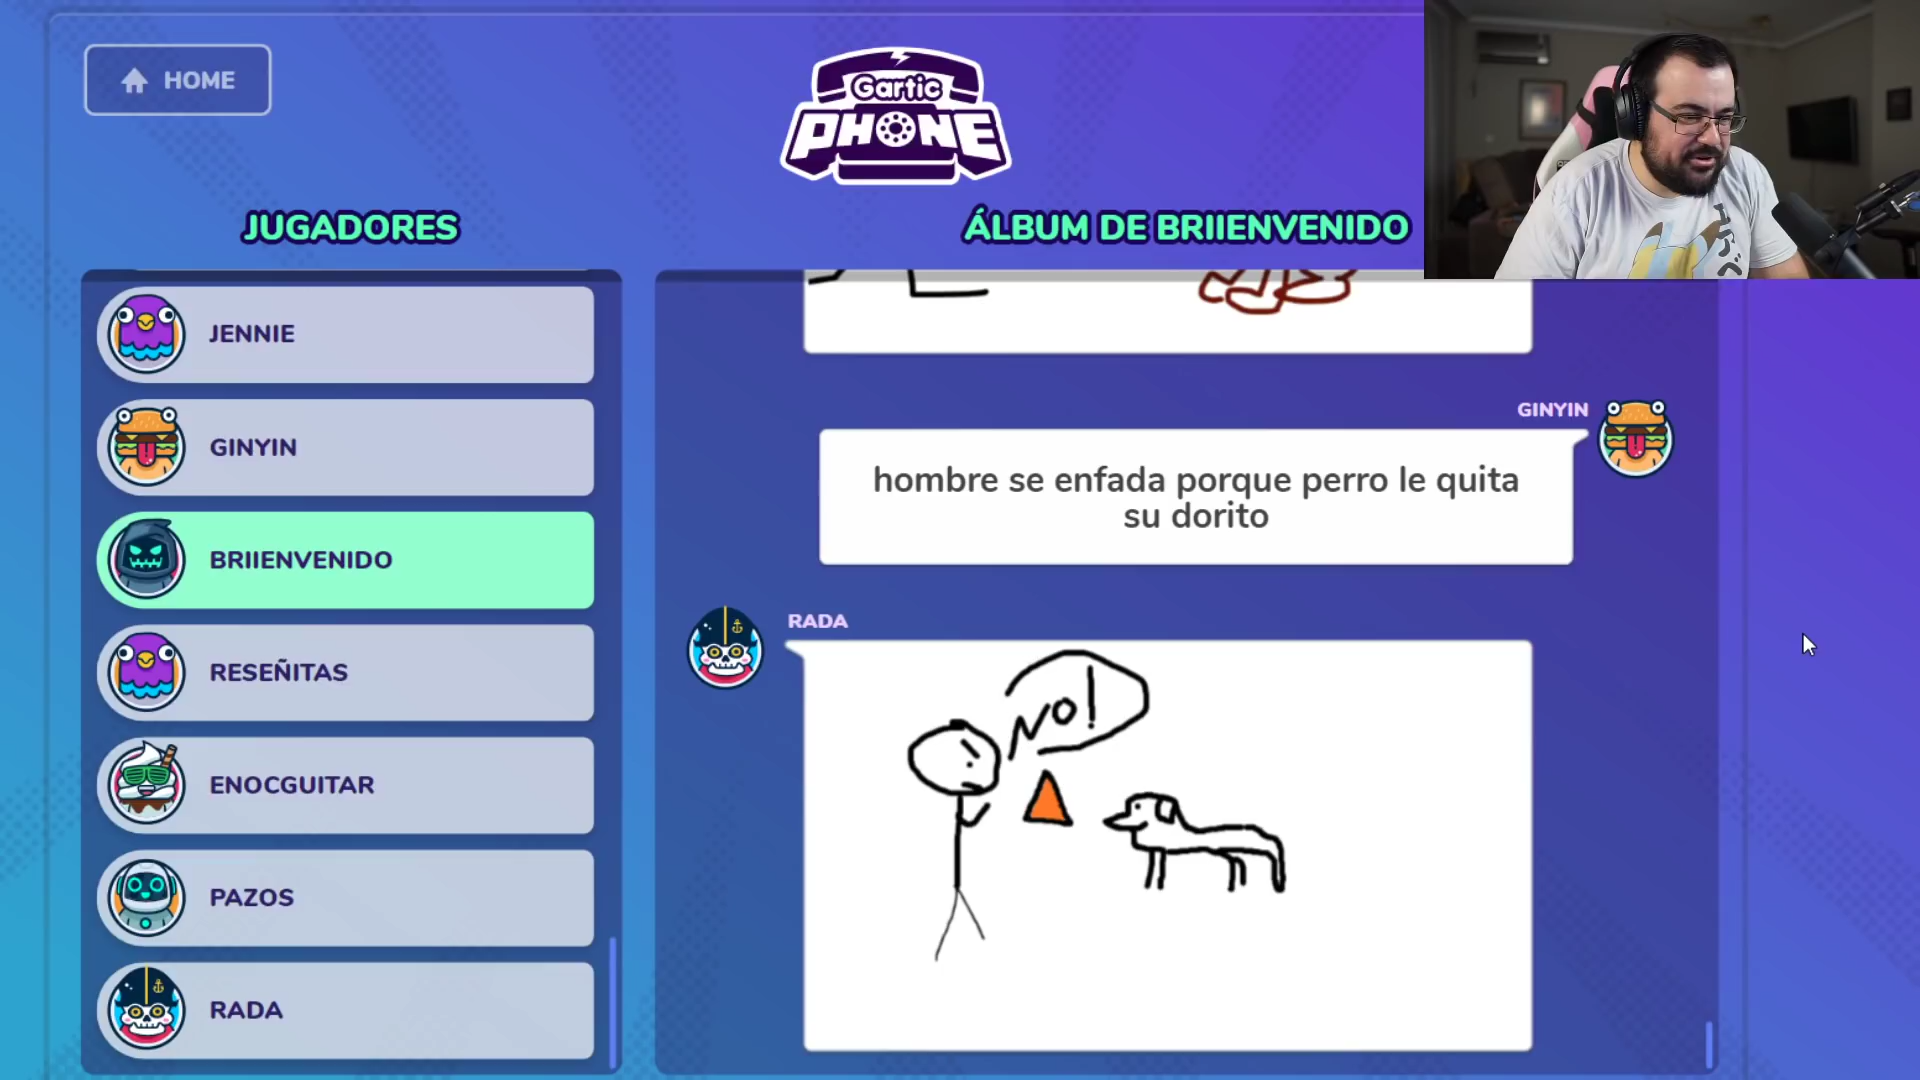 HOME
Gartic
PHONE
JUGADORES
ÁLBUM DE BRIIENVENIDO
JENNIE
GINYIN
BRIIENVENIDO
RESEÑITAS
ENOCGUITAR
PAZOS
RADA
GINYIN
hombre se enfada porque perro le quita
su dorito
RADA
NO!